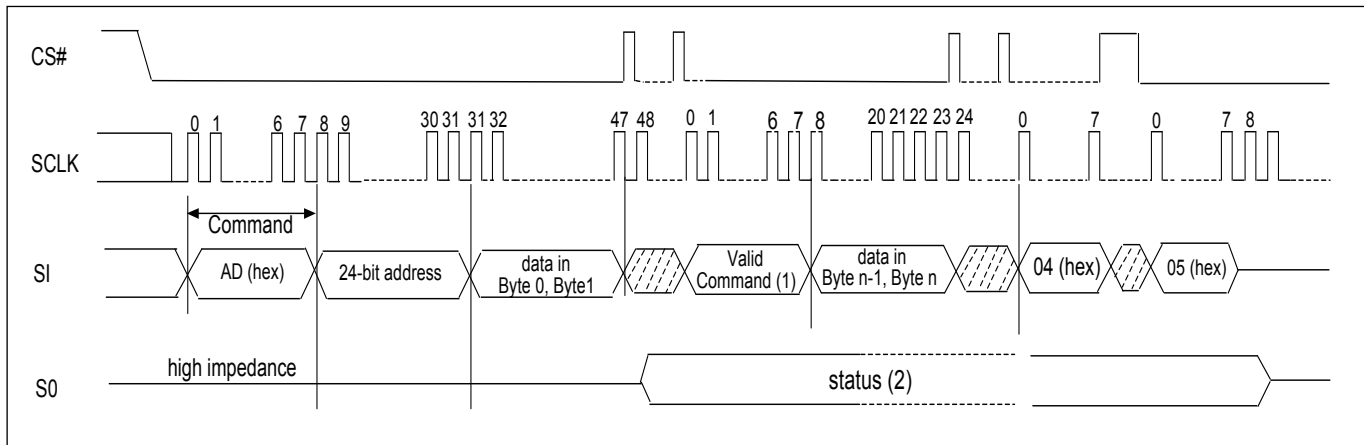 CS#
SCLK
0 1 6 7 8 9 30 31 31 32 47 48 0 1 6 7 8 20 21 22 23 24 0 7 0 7 8
Command
SI
AD (hex)
24-bit address
data in
Byte 0, Byte1
Valid
Command (1)
data in
Byte n-1, Byte n
04 (hex)
05 (hex)
S0
high impedance
status (2)